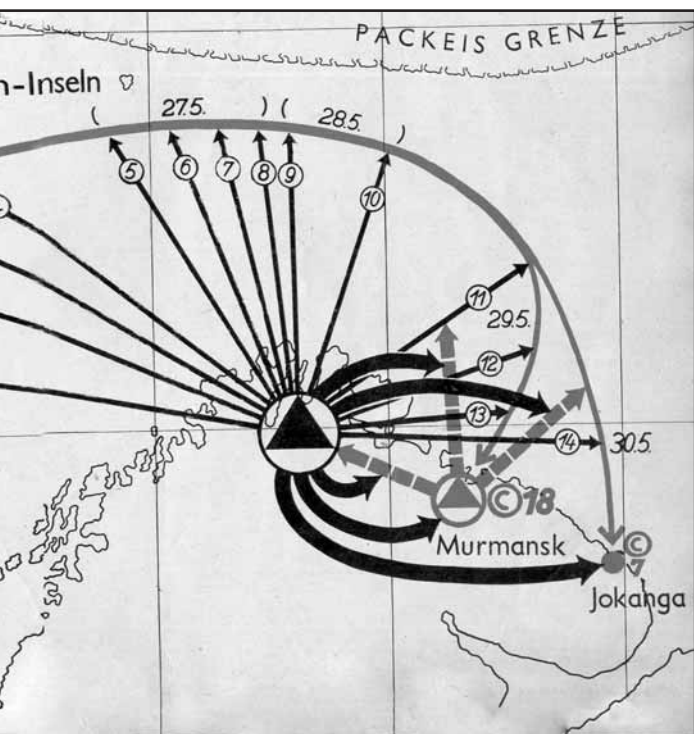 PACKEIS GRENZE
n-Inseln
( 27.5. ) ( 28.5. )
5
6
7
8
9
10
11
29.5.
12
13
14
30.5.
C 18
Murmansk
C
7
Jokanga